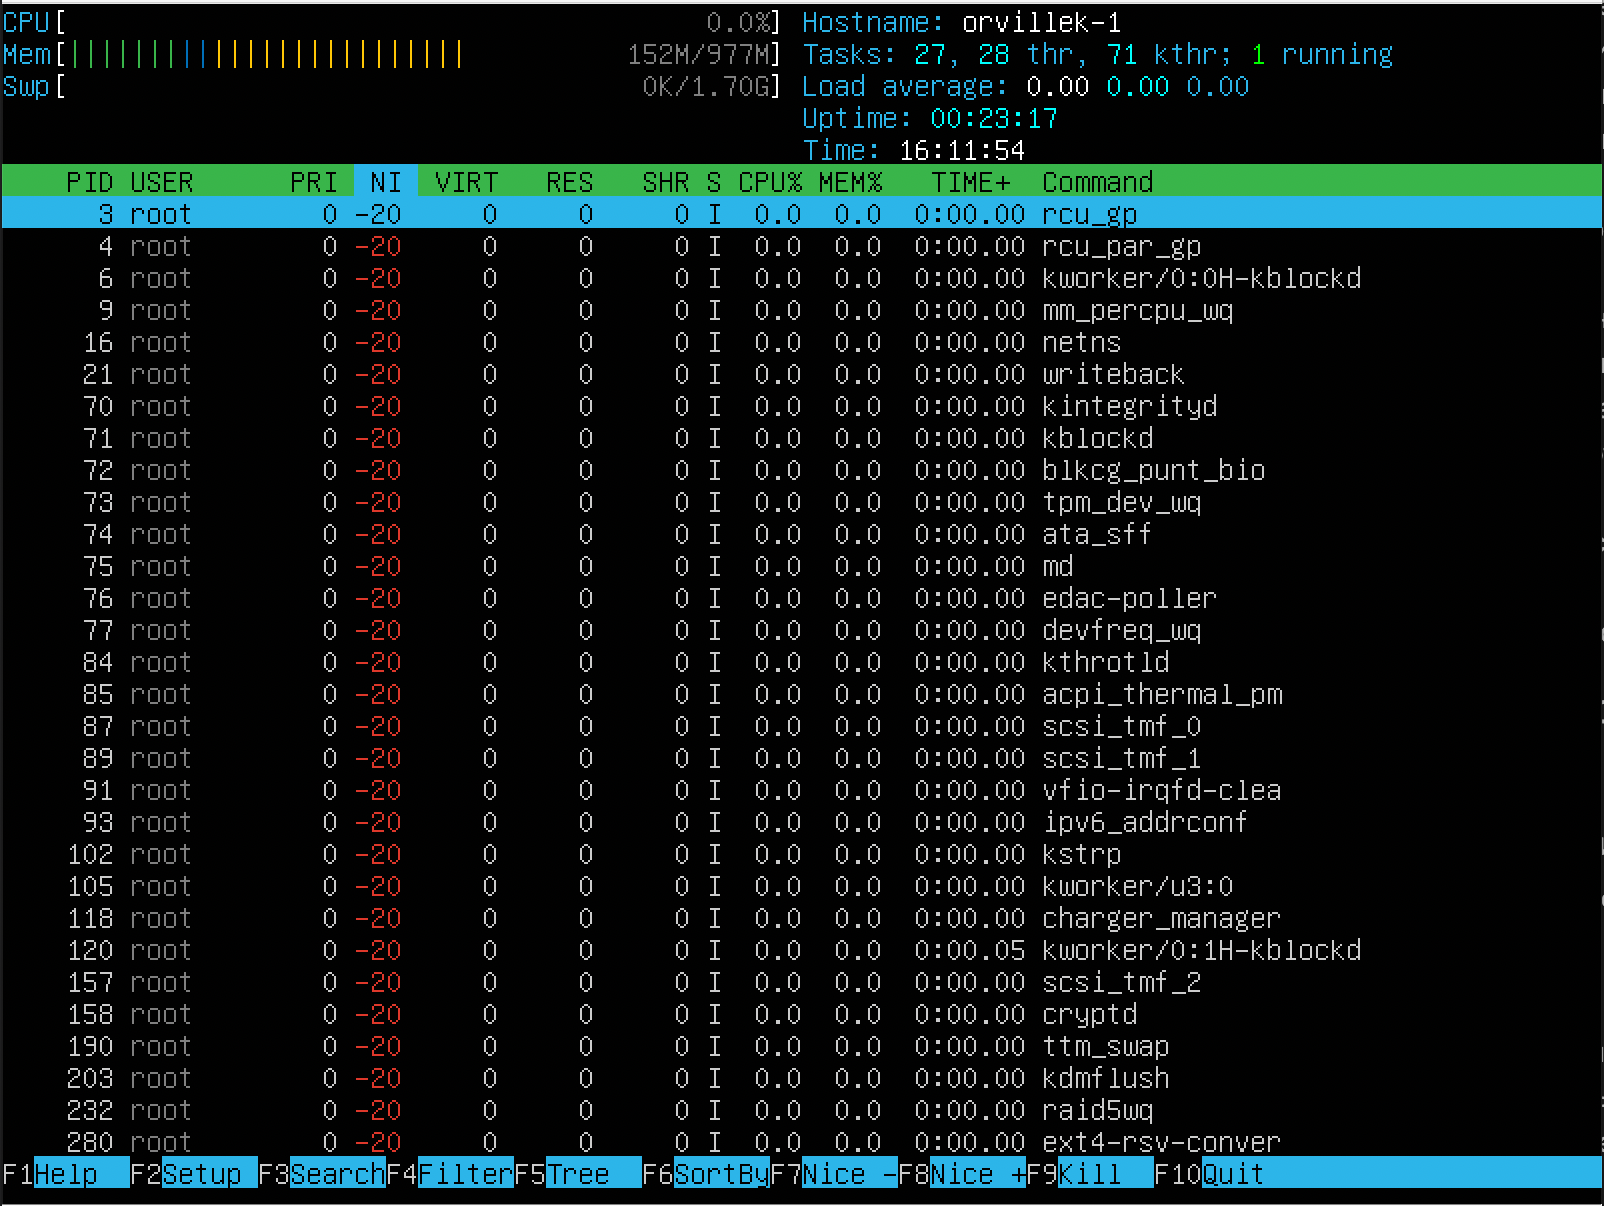 CPU[ 0.0%] Hostname: orvillek-1
Mem[|||||||||||||||||||||||||152M/977M] Tasks: 27, 28 thr, 71 kthr; 1 running
Swp[ 0K/1.70G] Load average: 0.00 0.00 0.00
Uptime: 00:23:17
Time: 16:11:54
PID USER PRI NI VIRT RES SHR S CPU% MEM% TIME+ Command
3 root 0 -20 0 0 0 I 0.0 0.0 0:00.00 rcu_gp
4 root 0 -20 0 0 0 I 0.0 0.0 0:00.00 rcu_par_gp
6 root 0 -20 0 0 0 I 0.0 0.0 0:00.00 kworker/0:0H-kblockd
9 root 0 -20 0 0 0 I 0.0 0.0 0:00.00 mm_percpu_wq
16 root 0 -20 0 0 0 I 0.0 0.0 0:00.00 netns
21 root 0 -20 0 0 0 I 0.0 0.0 0:00.00 writeback
70 root 0 -20 0 0 0 I 0.0 0.0 0:00.00 kintegrityd
71 root 0 -20 0 0 0 I 0.0 0.0 0:00.00 kblockd
72 root 0 -20 0 0 0 I 0.0 0.0 0:00.00 blkcg_punt_bio
73 root 0 -20 0 0 0 I 0.0 0.0 0:00.00 tpm_dev_wq
74 root 0 -20 0 0 0 I 0.0 0.0 0:00.00 ata_sff
75 root 0 -20 0 0 0 I 0.0 0.0 0:00.00 md
76 root 0 -20 0 0 0 I 0.0 0.0 0:00.00 edac-poller
77 root 0 -20 0 0 0 I 0.0 0.0 0:00.00 devfreq_wq
84 root 0 -20 0 0 0 I 0.0 0.0 0:00.00 kthrotld
85 root 0 -20 0 0 0 I 0.0 0.0 0:00.00 acpi_thermal_pm
87 root 0 -20 0 0 0 I 0.0 0.0 0:00.00 scsi_tmf_0
89 root 0 -20 0 0 0 I 0.0 0.0 0:00.00 scsi_tmf_1
91 root 0 -20 0 0 0 I 0.0 0.0 0:00.00 vfio-irqfd-clea
93 root 0 -20 0 0 0 I 0.0 0.0 0:00.00 ipv6_addrconf
102 root 0 -20 0 0 0 I 0.0 0.0 0:00.00 kstrp
105 root 0 -20 0 0 0 I 0.0 0.0 0:00.00 kworker/u3:0
118 root 0 -20 0 0 0 I 0.0 0.0 0:00.00 charger_manager
120 root 0 -20 0 0 0 I 0.0 0.0 0:00.05 kworker/0:1H-kblockd
157 root 0 -20 0 0 0 I 0.0 0.0 0:00.00 scsi_tmf_2
158 root 0 -20 0 0 0 I 0.0 0.0 0:00.00 cryptd
190 root 0 -20 0 0 0 I 0.0 0.0 0:00.00 ttm_swap
203 root 0 -20 0 0 0 I 0.0 0.0 0:00.00 kdmflush
232 root 0 -20 0 0 0 I 0.0 0.0 0:00.00 raid5wq
280 root 0 -20 0 0 0 I 0.0 0.0 0:00.00 ext4-rsv-conver
F1Help F2Setup F3SearchF4FilterF5Tree F6SortByF7Nice -F8Nice +F9Kill F10Quit